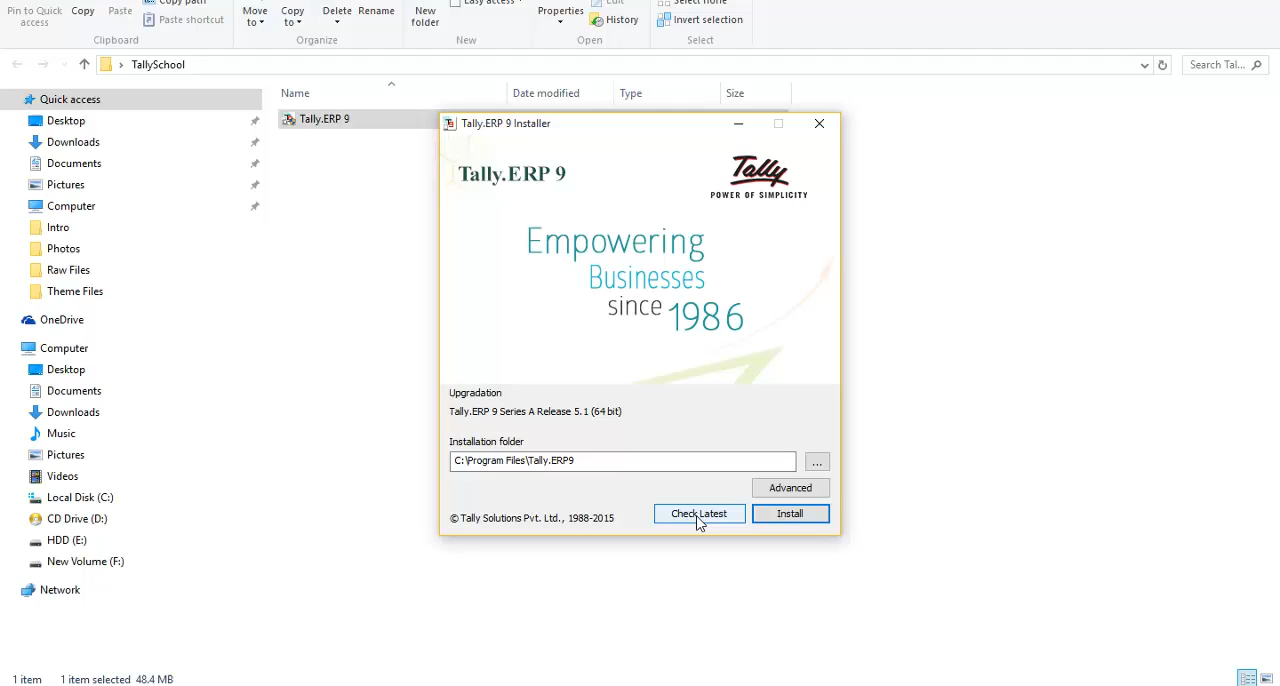 Pin to Quick access
Copy
Paste
Copy path
Paste shortcut
Clipboard
Move to
Copy to
Delete
Rename
Organize
New folder
Easy access
New
Properties
Edit
History
Open
Select none
Invert selection
Select
TallySchool
Search Tal...
Name
Date modified
Type
Size
Quick access
Desktop
Downloads
Documents
Pictures
Computer
Intro
Photos
Raw Files
Theme Files
OneDrive
Computer
Desktop
Documents
Downloads
Music
Pictures
Videos
Local Disk (C:)
CD Drive (D:)
HDD (E:)
New Volume (F:)
Network
Tally.ERP 9
Tally.ERP 9 Installer
Tally.ERP 9
Tally
POWER OF SIMPLICITY
Empowering
Businesses
since 1986
Upgradation
Tally.ERP 9 Series A Release 5.1 (64 bit)
Installation folder
C:\Program Files\Tally.ERP9
...
Advanced
© Tally Solutions Pvt. Ltd., 1988-2015
Check Latest
Install
1 item
1 item selected 48.4 MB